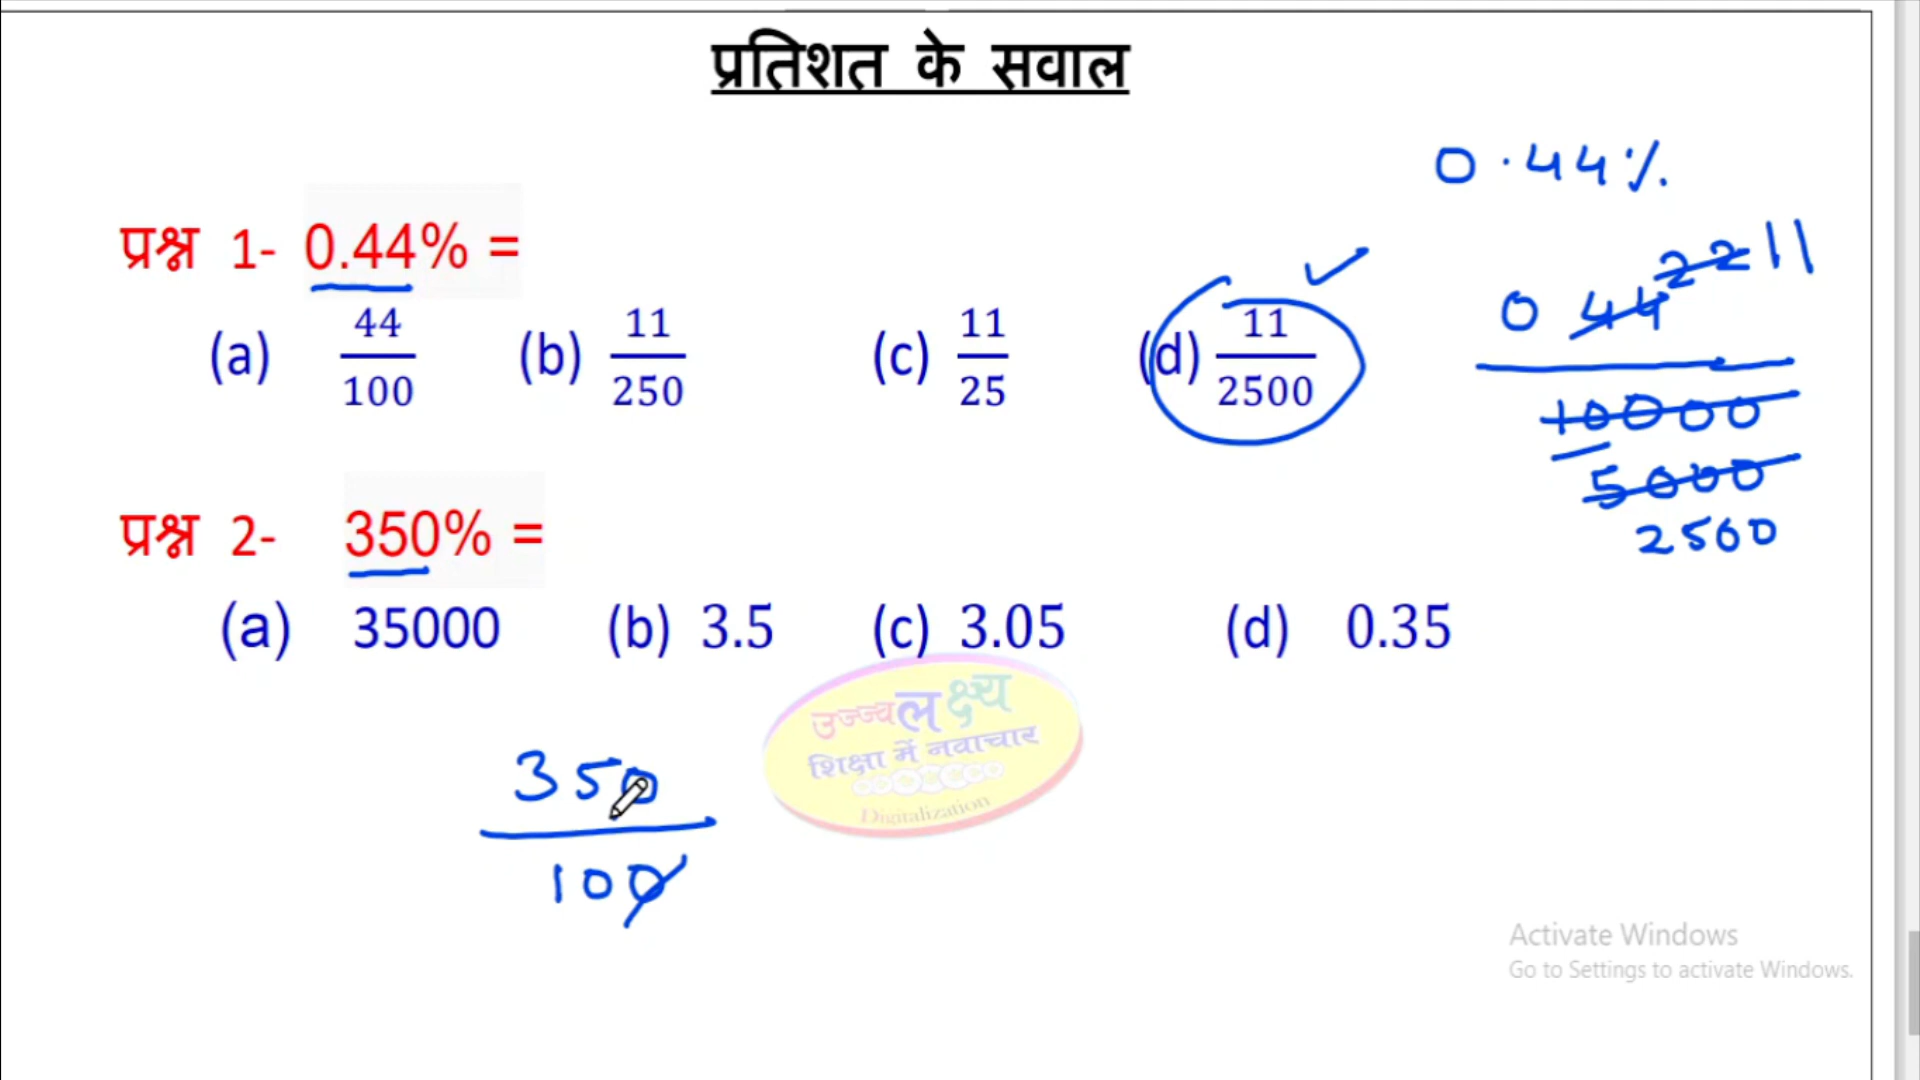 प्रतिशत के सवाल
0.44%
प्रश्न 1- 0.44% =
(a) 44/100 (b) 11/250 (c) 11/25 (d) 11/2500 ✓
22 11
0 44
10000
5000
2500
प्रश्न 2- 350% =
(a) 35000 (b) 3.5 (c) 3.05 (d) 0.35
उज्ज्वल लक्ष्य
शिक्षा में नवाचार
Digitalization
350
100
Activate Windows
Go to Settings to activate Windows.